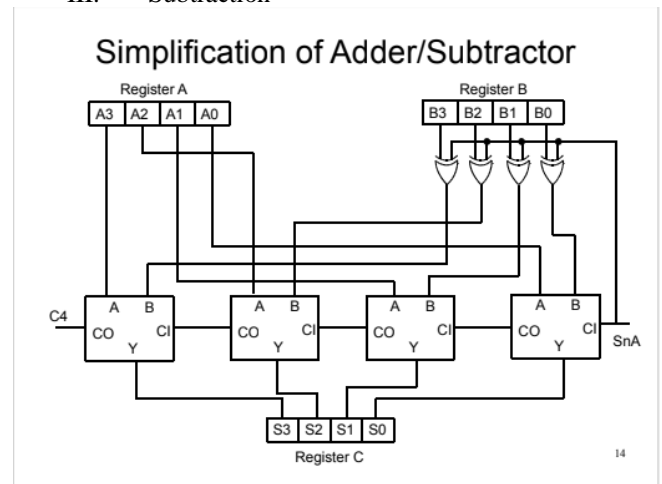 III. Subtraction
Simplification of Adder/Subtractor
Register A
Register B
A3 A2 A1 A0
B3 B2 B1 B0
A B
A B
A B
A B
C4
CO CI
CO CI
CO CI
CO CI
SnA
Y
Y
Y
Y
S3 S2 S1 S0
Register C
14